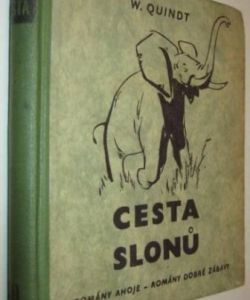 W. QUINDT
CESTA
SLONŮ
ROMÁNY AHOJE – ROMÁNY DOBRÉ ZÁBAVY